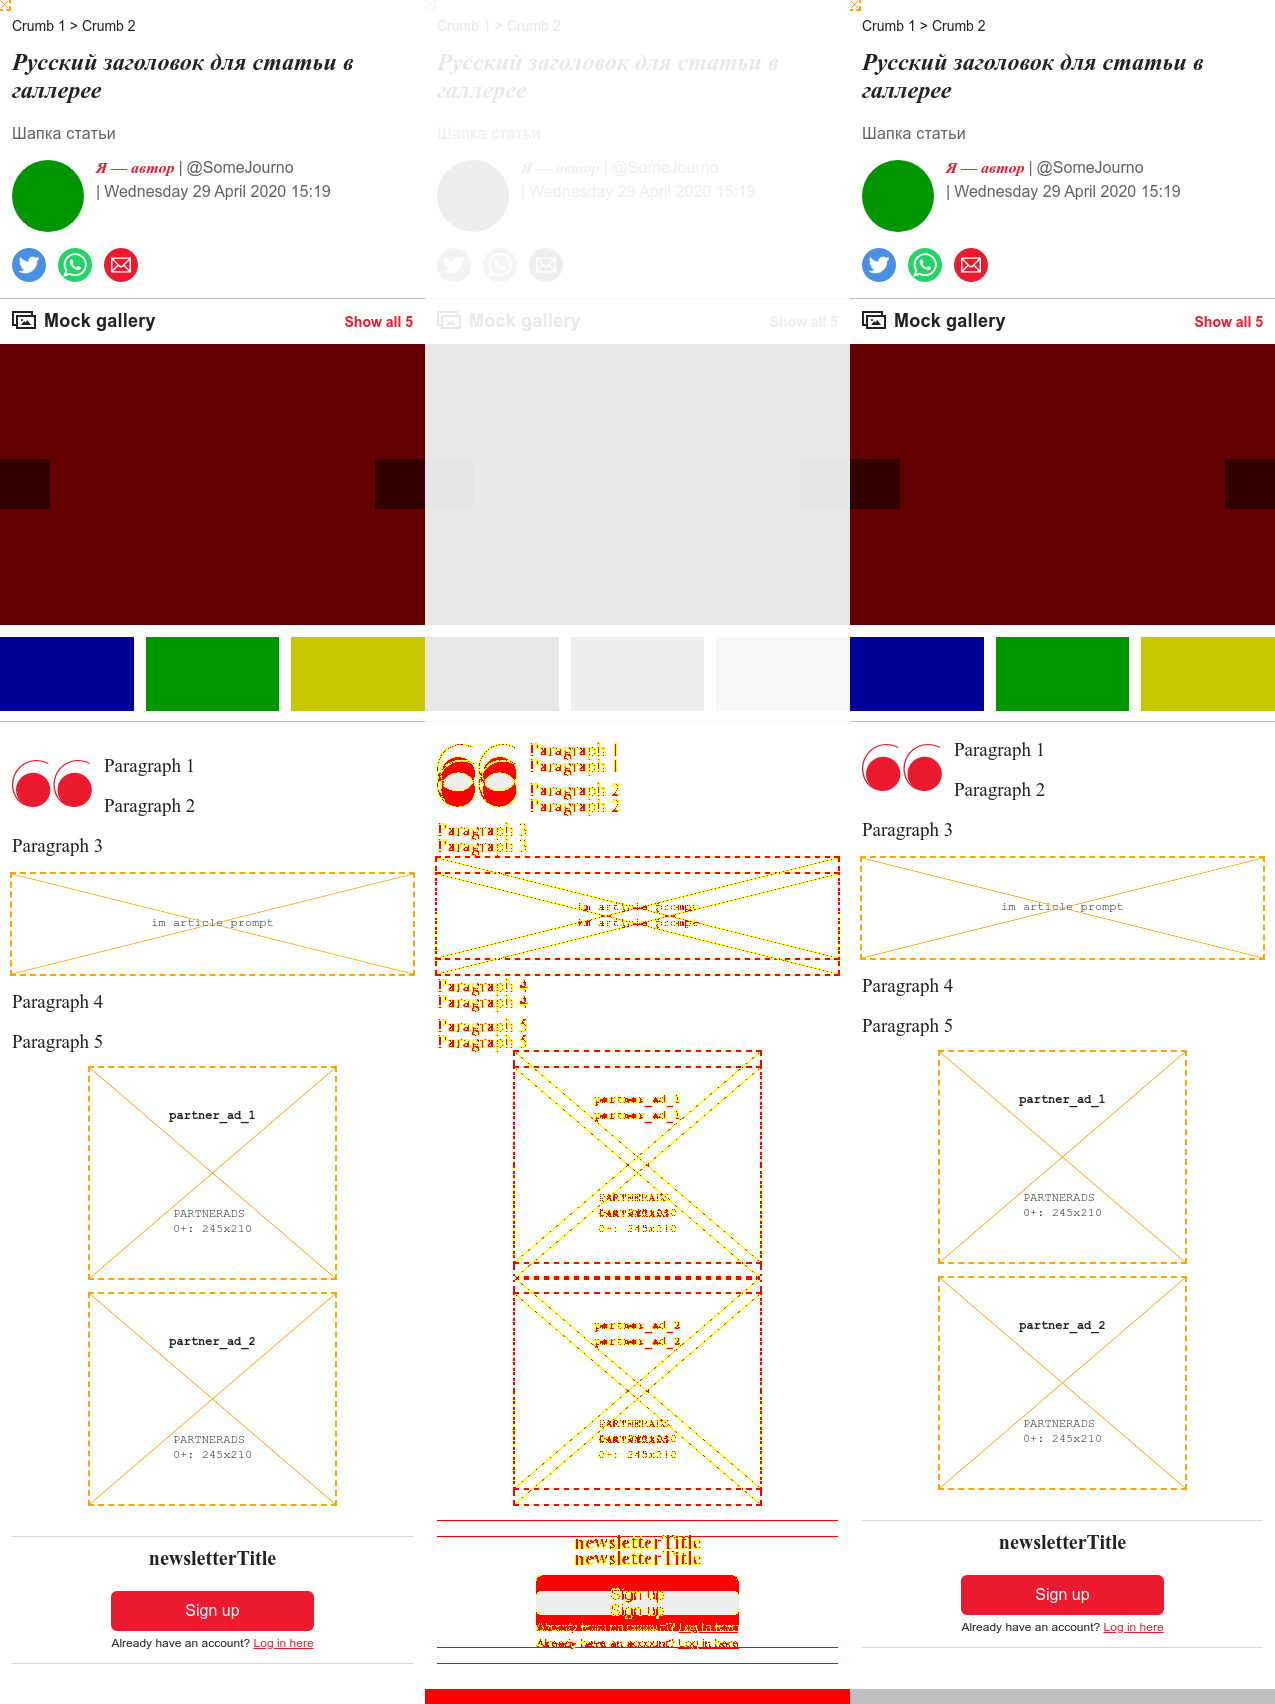 Crumb 1 > Crumb 2
Русский заголовок для статьи в
галлерее
Шапка статьи
Я — автор | @SomeJourno
| Wednesday 29 April 2020 15:19
Mock gallery
Show all 5
Paragraph 1
Paragraph 2
Paragraph 3
im article prompt
Paragraph 4
Paragraph 5
partner_ad_1
PARTNERADS
0+: 245x210
partner_ad_2
PARTNERADS
0+: 245x210
newsletterTitle
Sign up
Already have an account? Log in here
Crumb 1 > Crumb 2
Русский заголовок для статьи в
галлерее
Шапка статьи
Я — автор | @SomeJourno
| Wednesday 29 April 2020 15:19
Mock gallery
Show all 5
Paragraph 1
Paragraph 1
Paragraph 2
Paragraph 2
Paragraph 3
Paragraph 3
im article prompt
im article prompt
Paragraph 4
Paragraph 4
Paragraph 5
Paragraph 5
partner_ad_1
partner_ad_1
PARTNERADS
PARTNERADS
0+: 245x210
partner_ad_2
partner_ad_2
PARTNERADS
PARTNERADS
0+: 245x210
newsletterTitle
newsletterTitle
Sign up
Sign up
Already have an account? Log in here
Already have an account? Log in here
Crumb 1 > Crumb 2
Русский заголовок для статьи в
галлерее
Шапка статьи
Я — автор | @SomeJourno
| Wednesday 29 April 2020 15:19
Mock gallery
Show all 5
Paragraph 1
Paragraph 2
Paragraph 3
im article prompt
Paragraph 4
Paragraph 5
partner_ad_1
PARTNERADS
0+: 245x210
partner_ad_2
PARTNERADS
0+: 245x210
newsletterTitle
Sign up
Already have an account? Log in here